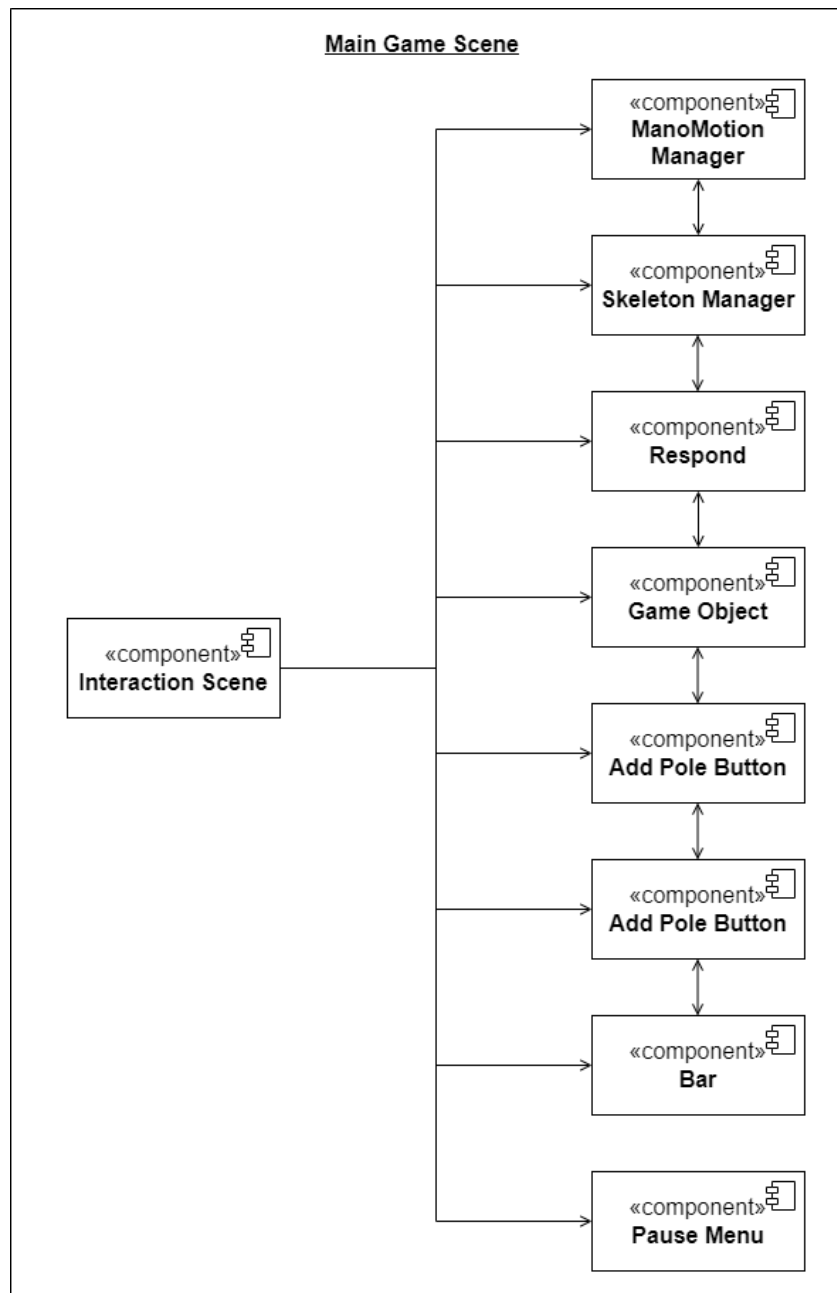 Main Game Scene
«component»
ManoMotion
Manager
«component»
Skeleton Manager
«component»
Respond
«component»
Game Object
«component»
Interaction Scene
«component»
Add Pole Button
«component»
Add Pole Button
«component»
Bar
«component»
Pause Menu